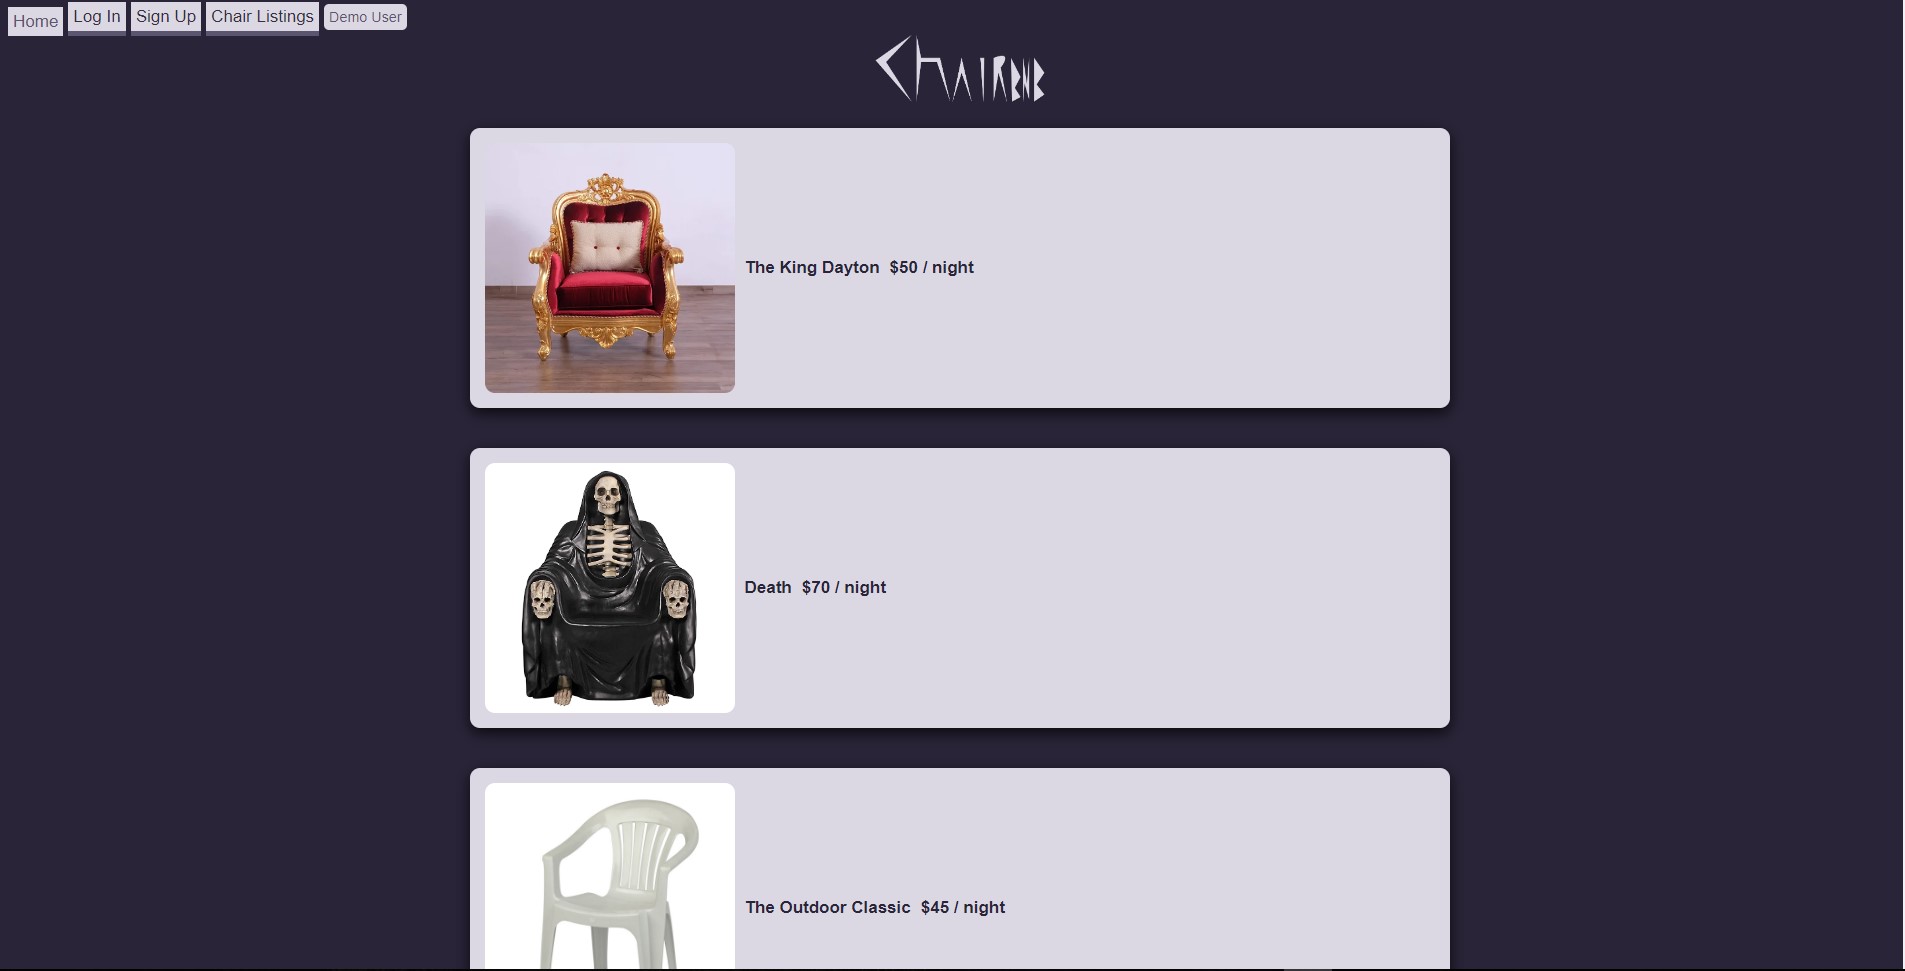 Home Log In Sign Up Chair Listings Demo User
ChAIRBNB
The King Dayton $50 / night
Death $70 / night
The Outdoor Classic $45 / night